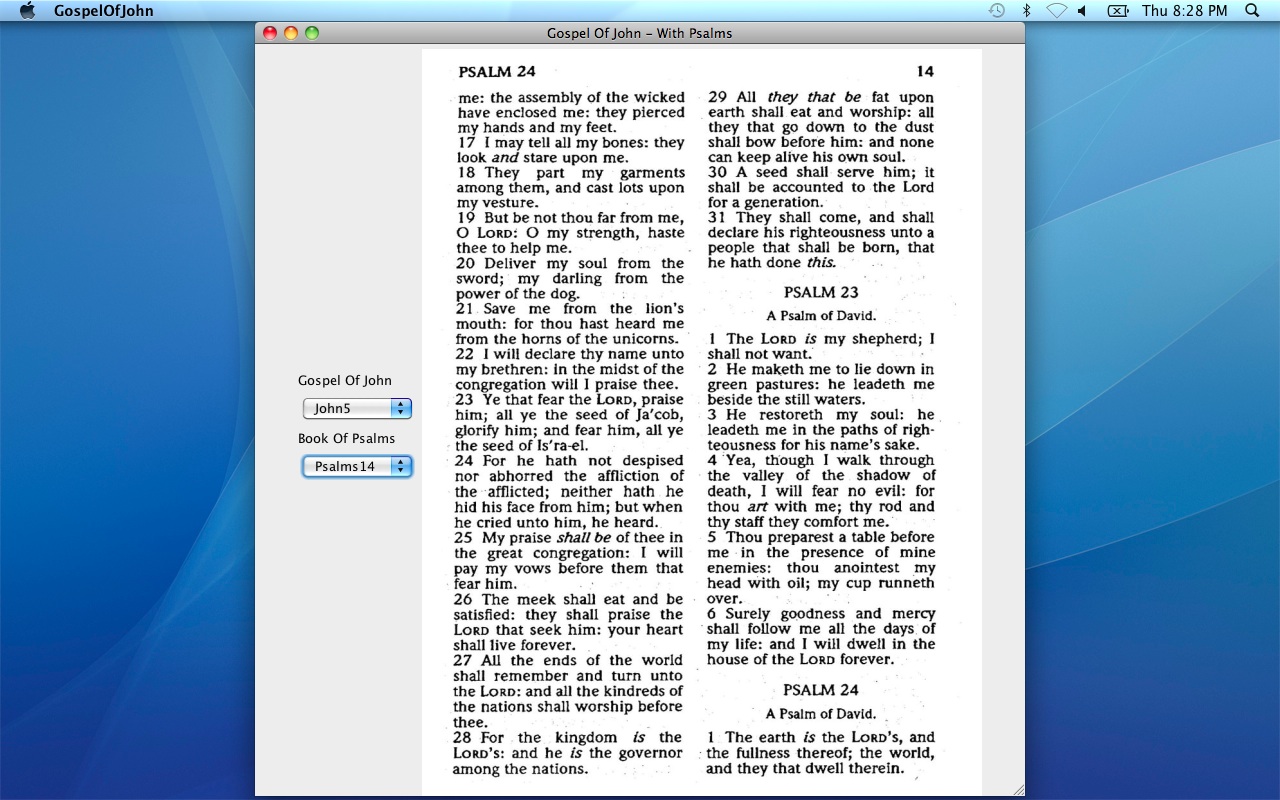 GospelOfJohn
Thu 8:28 PM
Gospel Of John – With Psalms
Gospel Of John
John5
Book Of Psalms
Psalms14
PSALM 24
14
me: the assembly of the wicked
have enclosed me: they pierced
my hands and my feet.
17 I may tell all my bones: they
look and stare upon me.
18 They part my garments
among them, and cast lots upon
my vesture.
19 But be not thou far from me,
O LORD: O my strength, haste
thee to help me.
20 Deliver my soul from the
sword; my darling from the
power of the dog.
21 Save me from the lion's
mouth: for thou hast heard me
from the horns of the unicorns.
22 I will declare thy name unto
my brethren: in the midst of the
congregation will I praise thee.
23 Ye that fear the LORD, praise
him; all ye the seed of Ja'cob,
glorify him; and fear him, all ye
the seed of Is'ra-el.
24 For he hath not despised
nor abhorred the affliction of
the afflicted; neither hath he
hid his face from him; but when
he cried unto him, he heard.
25 My praise shall be of thee in
the great congregation: I will
pay my vows before them that
fear him.
26 The meek shall eat and be
satisfied: they shall praise the
LORD that seek him: your heart
shall live forever.
27 All the ends of the world
shall remember and turn unto
the LORD: and all the kindreds of
the nations shall worship before
thee.
28 For the kingdom is the
LORD'S: and he is the governor
among the nations.
29 All they that be fat upon
earth shall eat and worship: all
they that go down to the dust
shall bow before him: and none
can keep alive his own soul.
30 A seed shall serve him; it
shall be accounted to the Lord
for a generation.
31 They shall come, and shall
declare his righteousness unto a
people that shall be born, that
he hath done this.
PSALM 23
A Psalm of David.
1 The LORD is my shepherd; I
shall not want.
2 He maketh me to lie down in
green pastures: he leadeth me
beside the still waters.
3 He restoreth my soul: he
leadeth me in the paths of righ-
teousness for his name's sake.
4 Yea, though I walk through
the valley of the shadow of
death, I will fear no evil: for
thou art with me; thy rod and
thy staff they comfort me.
5 Thou preparest a table before
me in the presence of mine
enemies: thou anointest my
head with oil; my cup runneth
over.
6 Surely goodness and mercy
shall follow me all the days of
my life: and I will dwell in the
house of the LORD forever.
PSALM 24
A Psalm of David.
1 The earth is the LORD'S, and
the fullness thereof; the world,
and they that dwell therein.